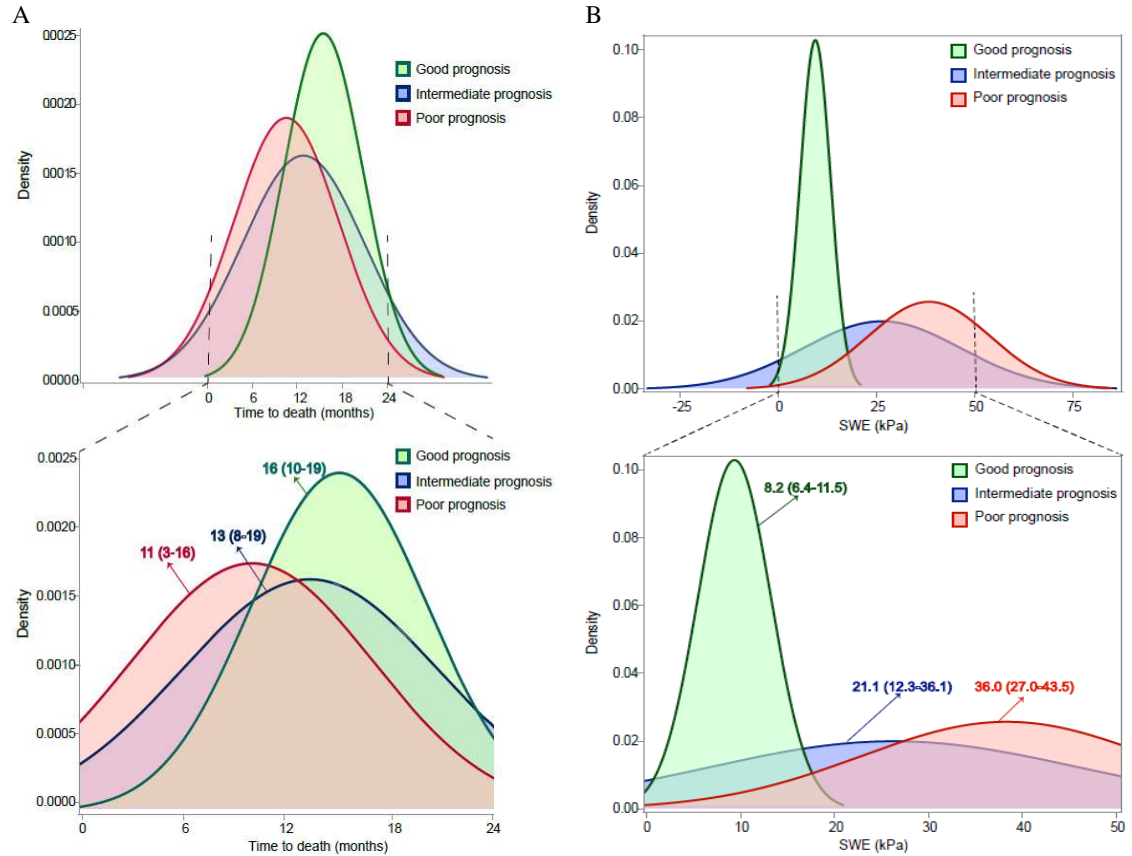 A
Density
00025
00020
00015
00010
0.0005
00000
Good prognosis
Intermediate prognosis
Poor prognosis
0 6 12 18 24
Time to death (months)
Density
0.0025
0.0020
0.0015
0.0010
0.0005
0.0000
16 (10-19)
13 (8-19)
11 (3-16)
Good prognosis
Intermediate prognosis
Poor prognosis
0 6 12 18 24
Time to death (months)
B
Density
0.10
0.08
0.06
0.04
0.02
0.00
Good prognosis
Intermediate prognosis
Poor prognosis
-25 0 25 50 75
SWE (kPa)
Density
0.10
0.08
0.06
0.04
0.02
0.00
Good prognosis
Intermediate prognosis
Poor prognosis
8.2 (6.4-11.5)
21.1 (12.3-36.1)
36.0 (27.0-43.5)
0 10 20 30 40 50
SWE (kPa)